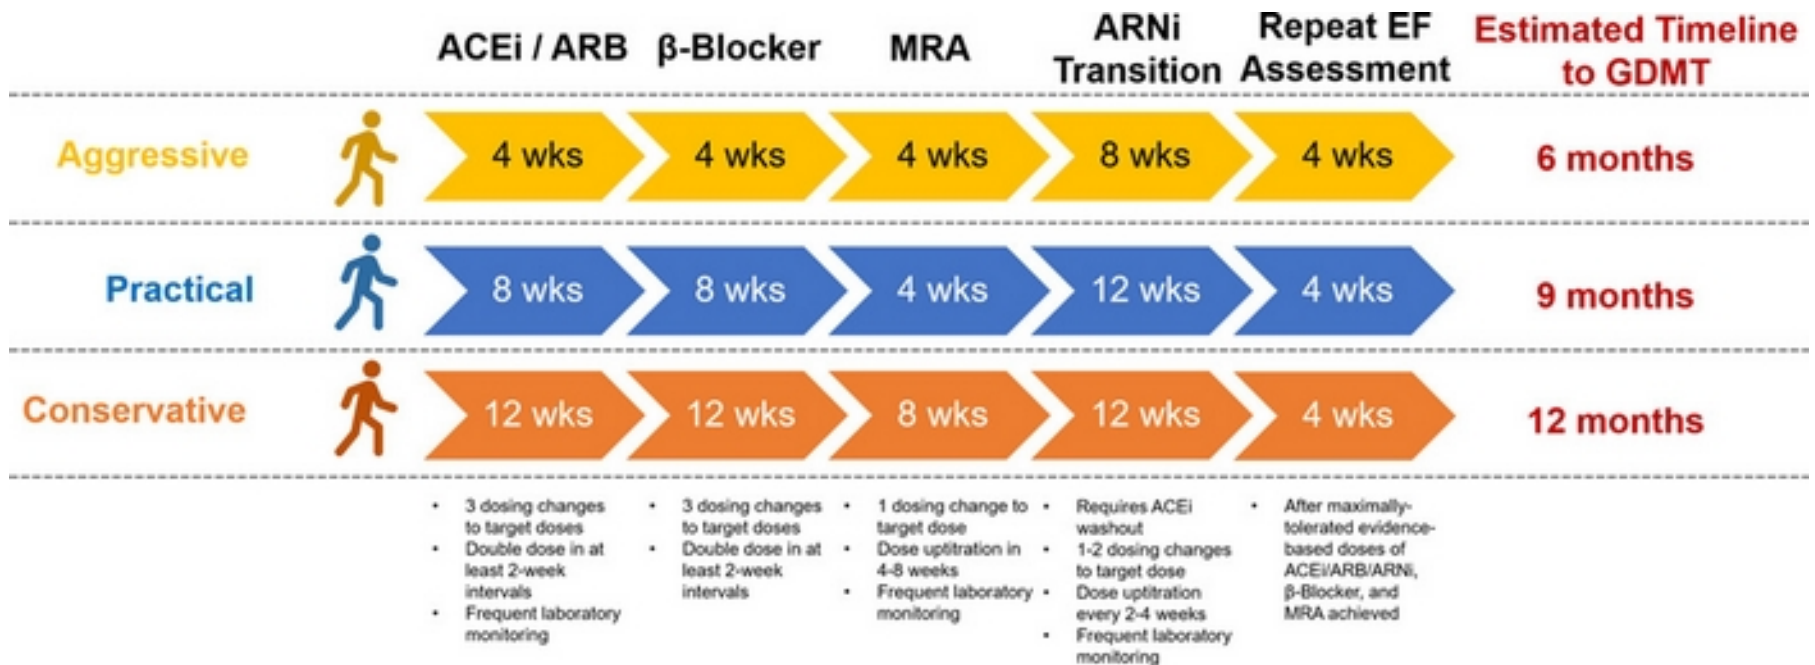 ACEi / ARB
β-Blocker
MRA
ARNi
Transition
Repeat EF
Assessment
Estimated Timeline
to GDMT
Aggressive
4 wks
4 wks
4 wks
8 wks
4 wks
6 months
Practical
8 wks
8 wks
4 wks
12 wks
4 wks
9 months
Conservative
12 wks
12 wks
8 wks
12 wks
4 wks
12 months
• 3 dosing changes
to target doses
• Double dose in at
least 2-week
intervals
• Frequent laboratory
monitoring
• 3 dosing changes
to target doses
• Double dose in at
least 2-week
intervals
• 1 dosing change to
target dose
• Dose uptitration in
4-8 weeks
• Frequent laboratory
monitoring
• Requires ACEi
washout
• 1-2 dosing changes
to target dose
• Dose uptitration
every 2-4 weeks
• Frequent laboratory
monitoring
• After maximally-
tolerated evidence-
based doses of
ACEi/ARB/ARNi,
β-Blocker, and
MRA achieved